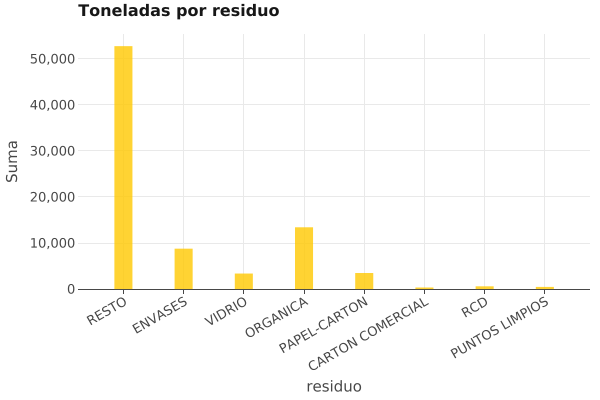 Toneladas por residuo
Suma
50,000
40,000
30,000
20,000
10,000
0
RESTO
ENVASES
VIDRIO
ORGANICA
PAPEL-CARTON
CARTON COMERCIAL
RCD
PUNTOS LIMPIOS
residuo